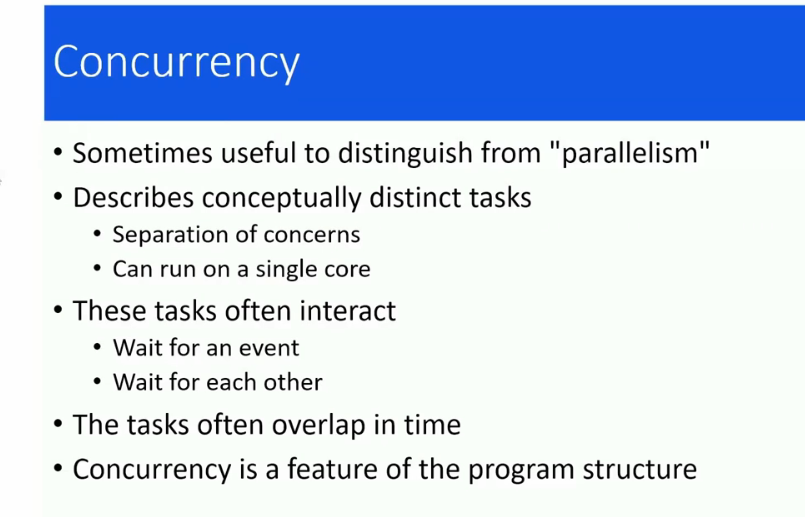 Concurrency
• Sometimes useful to distinguish from "parallelism"
• Describes conceptually distinct tasks
• Separation of concerns
• Can run on a single core
• These tasks often interact
• Wait for an event
• Wait for each other
• The tasks often overlap in time
• Concurrency is a feature of the program structure